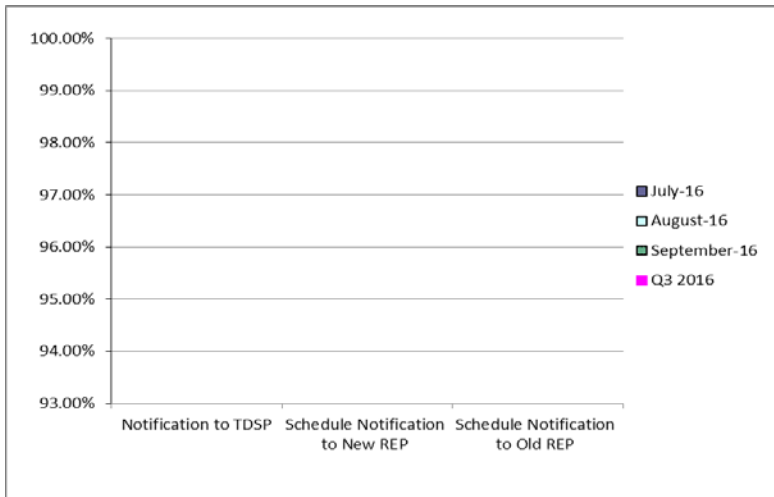 100.00%
99.00%
98.00%
97.00%
96.00%
95.00%
94.00%
93.00%
Notification to TDSP
Schedule Notification
to New REP
Schedule Notification
to Old REP
July-16
August-16
September-16
Q3 2016